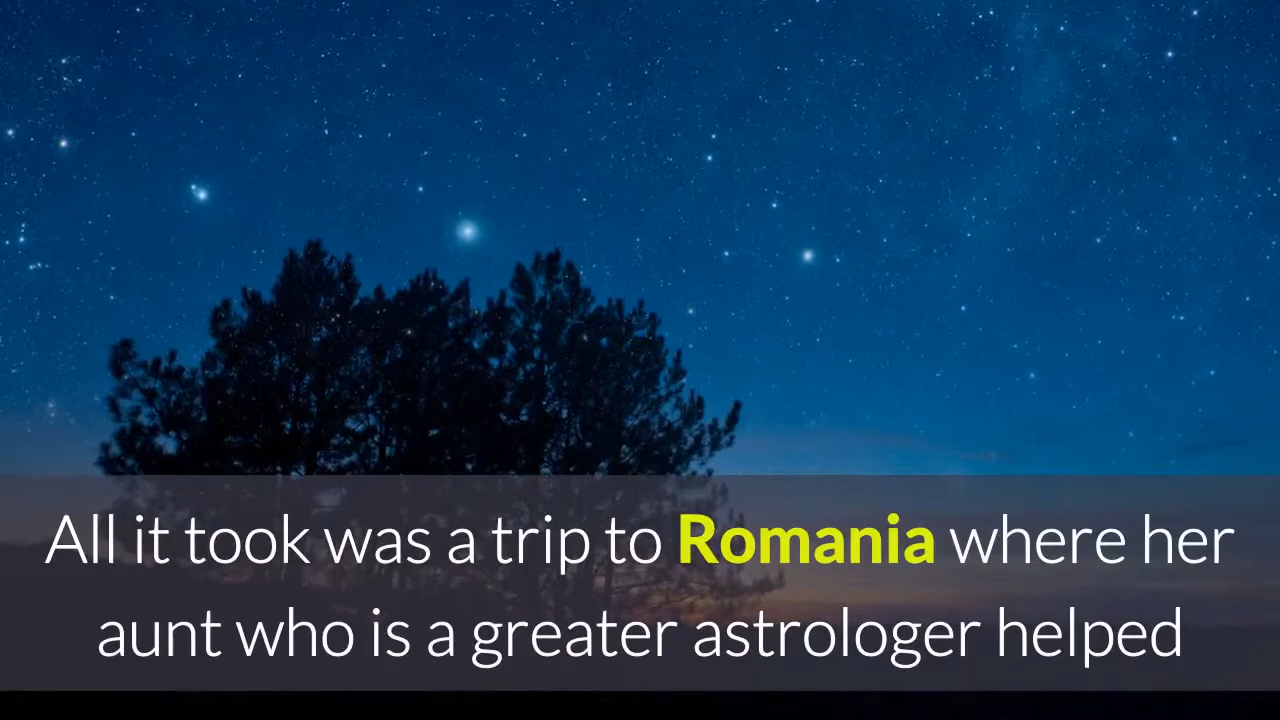 All it took was a trip to Romania where her
aunt who is a greater astrologer helped